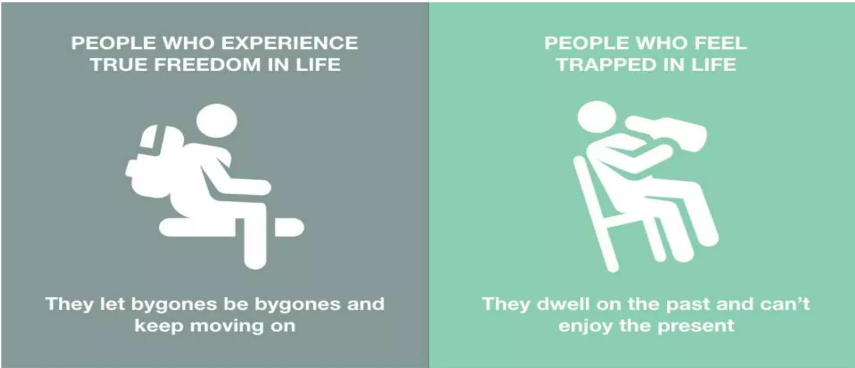 PEOPLE WHO EXPERIENCE
TRUE FREEDOM IN LIFE
They let bygones be bygones and
keep moving on
PEOPLE WHO FEEL
TRAPPED IN LIFE
They dwell on the past and can’t
enjoy the present